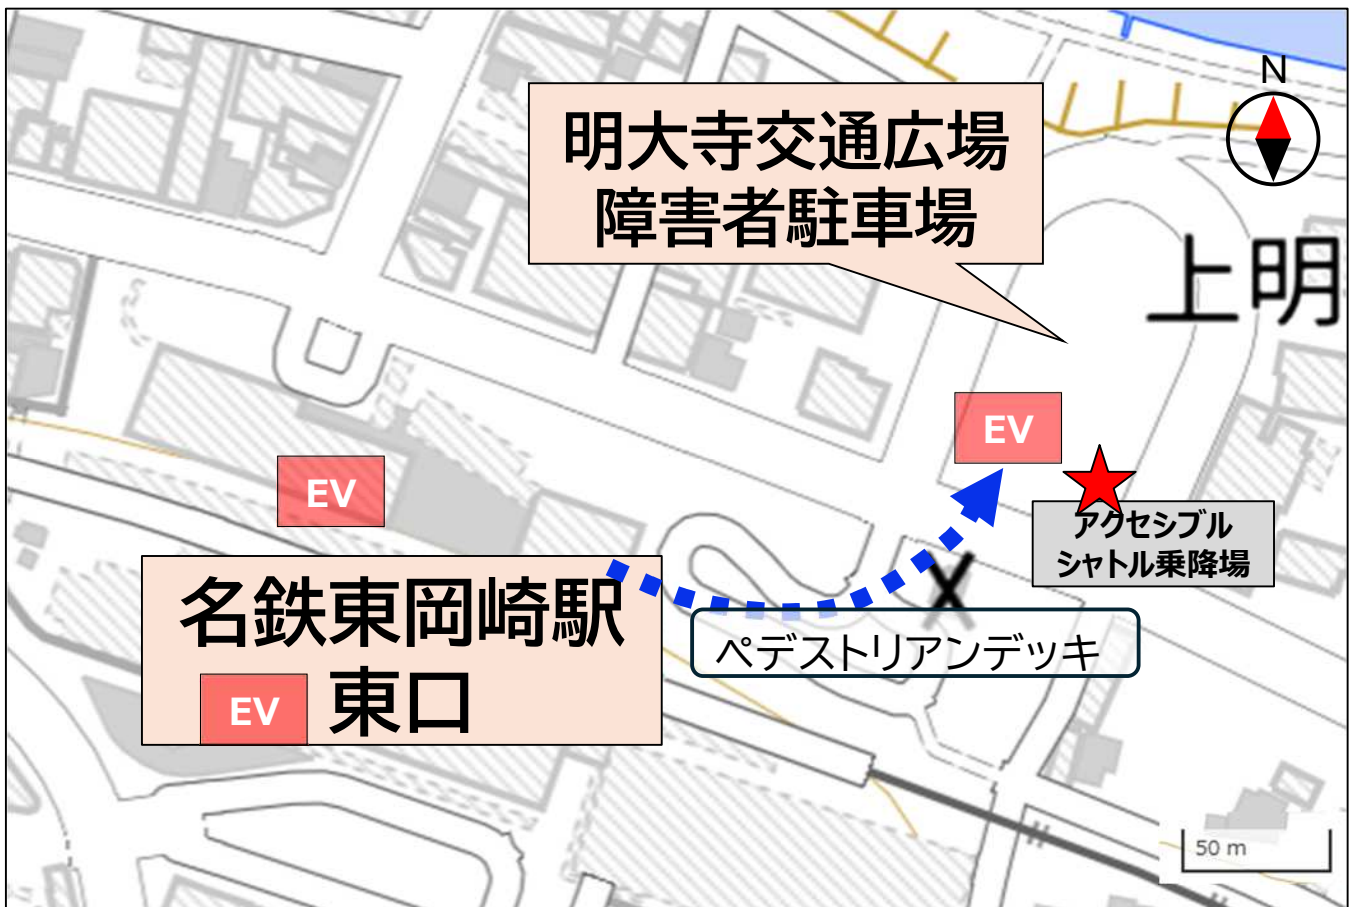 N
明大寺交通広場
障害者駐車場
上明
EV
EV
アクセシブル
シャトル乗降場
名鉄東岡崎駅
EV 東口
ペデストリアンデッキ
50 m